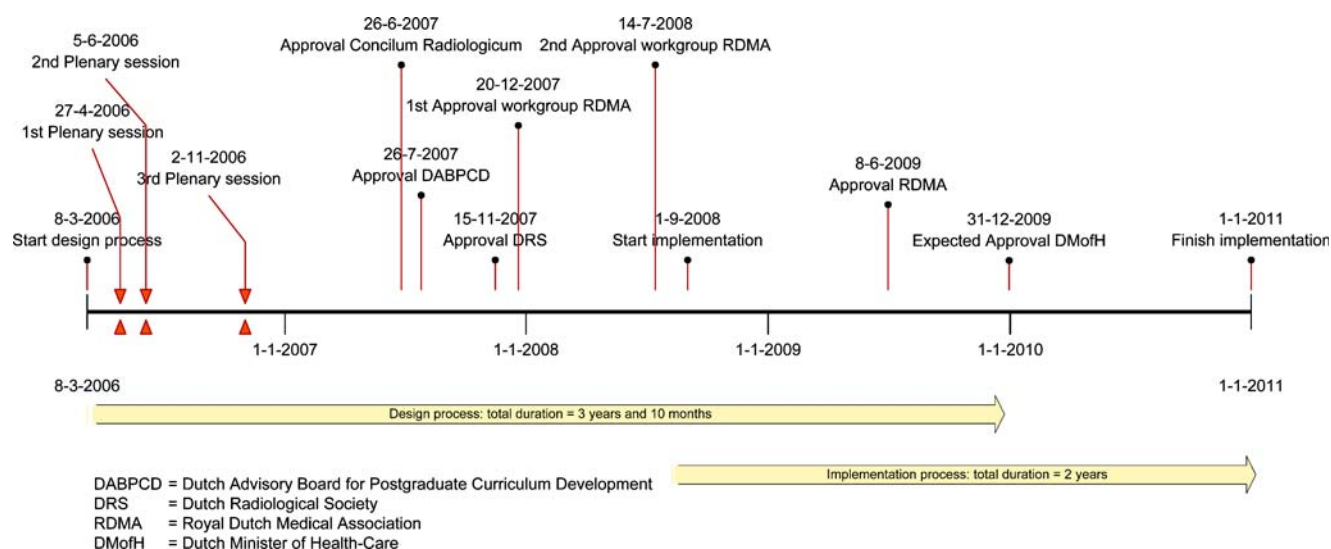 26-6-2007
Approval Concilum Radiologicum
14-7-2008
2nd Approval workgroup RDMA
5-6-2006
2nd Plenary session
20-12-2007
1st Approval workgroup RDMA
27-4-2006
1st Plenary session
2-11-2006
3rd Plenary session
26-7-2007
Approval DABPCD
8-6-2009
Approval RDMA
8-3-2006
Start design process
15-11-2007
Approval DRS
1-9-2008
Start implementation
31-12-2009
Expected Approval DMofH
1-1-2011
Finish implementation
1-1-2007
1-1-2008
1-1-2009
1-1-2010
8-3-2006
1-1-2011
Design process: total duration = 3 years and 10 months
Implementation process: total duration = 2 years
DABPCD = Dutch Advisory Board for Postgraduate Curriculum Development
DRS = Dutch Radiological Society
RDMA = Royal Dutch Medical Association
DMofH = Dutch Minister of Health-Care